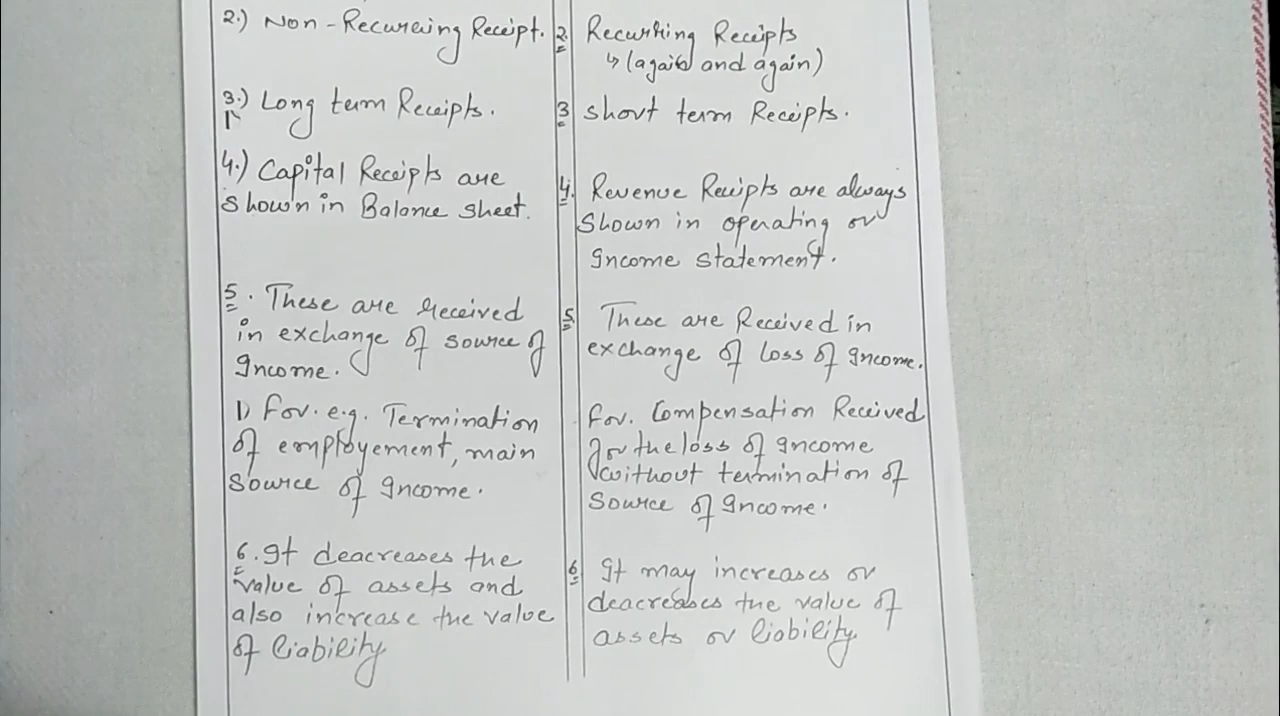 2.) Non-Recurring Receipt.
3.) Long term Receipts.
4.) Capital Receipts are
shown in Balance sheet.
5. These are received
in exchange of source of
Income.
1) For. e.g. Termination
of employement, main
Source of Income.
6. It deacreases the
value of assets and
also increase the value
of liability
2. Recurring Receipts
↳ (again and again)
3 short term Receipts.
4. Revenue Receipts are always
Shown in operating or
Income statement.
5. These are Received in
exchange of loss of Income.
for. Compensation Received
for the loss of Income
without termination of
Source of Income.
6 It may increases or
deacreases the value of
assets or liability